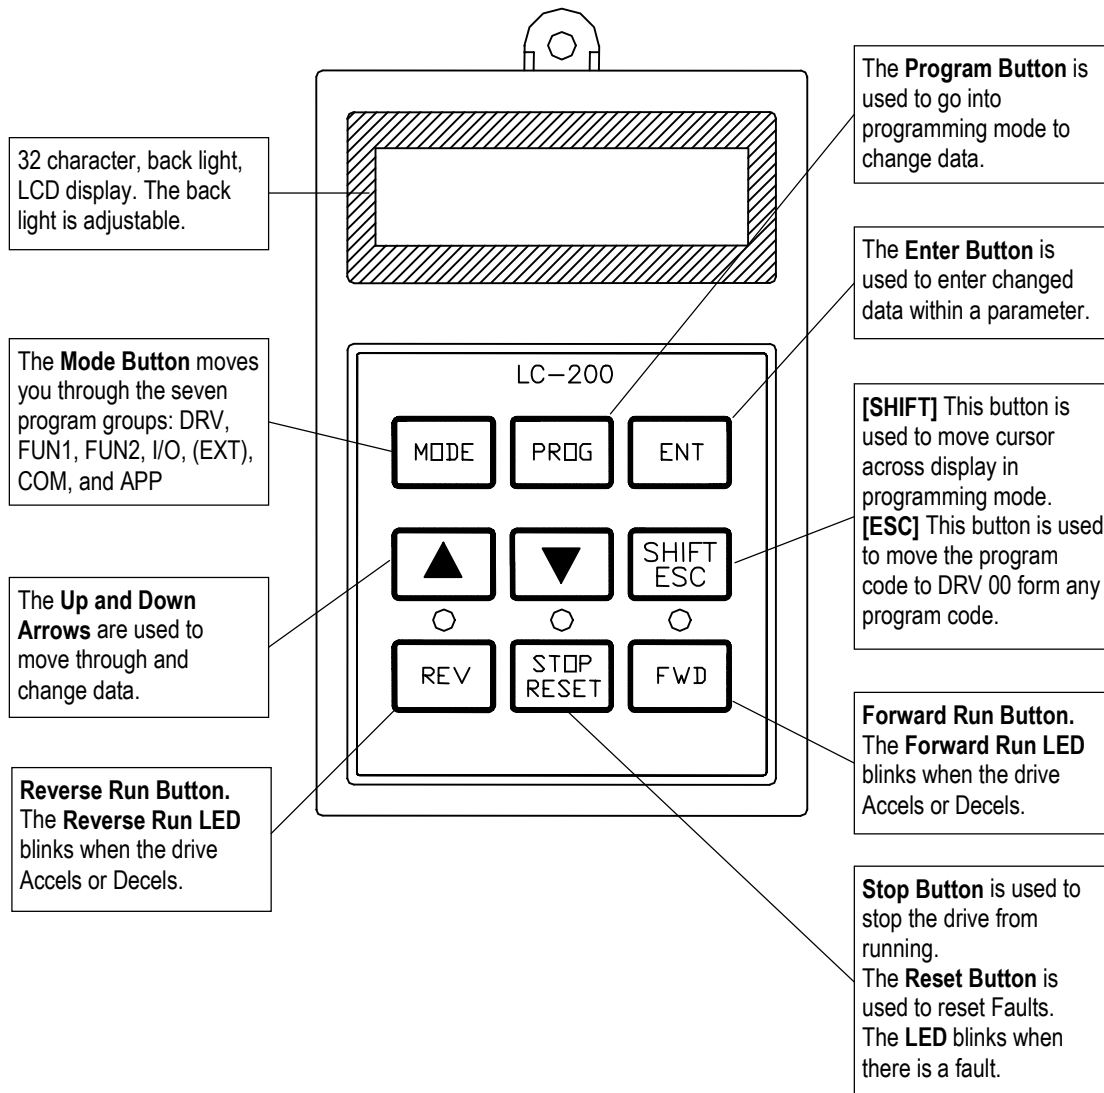 32 character, back light,
LCD display. The back
light is adjustable.
The Mode Button moves
you through the seven
program groups: DRV,
FUN1, FUN2, I/O, (EXT),
COM, and APP
The Up and Down
Arrows are used to
move through and
change data.
Reverse Run Button.
The Reverse Run LED
blinks when the drive
Accels or Decels.
LC-200
MODE
PROG
ENT
SHIFT
ESC
REV
STOP
RESET
FWD
The Program Button is
used to go into
programming mode to
change data.
The Enter Button is
used to enter changed
data within a parameter.
[SHIFT] This button is
used to move cursor
across display in
programming mode.
[ESC] This button is used
to move the program
code to DRV 00 form any
program code.
Forward Run Button.
The Forward Run LED
blinks when the drive
Accels or Decels.
Stop Button is used to
stop the drive from
running.
The Reset Button is
used to reset Faults.
The LED blinks when
there is a fault.